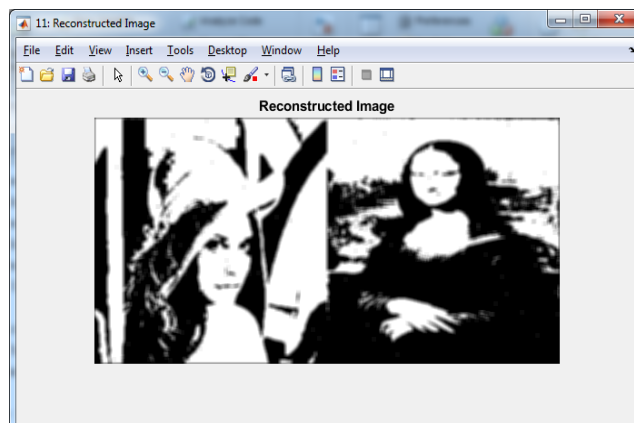 11: Reconstructed Image
File Edit View Insert Tools Desktop Window Help
Reconstructed Image